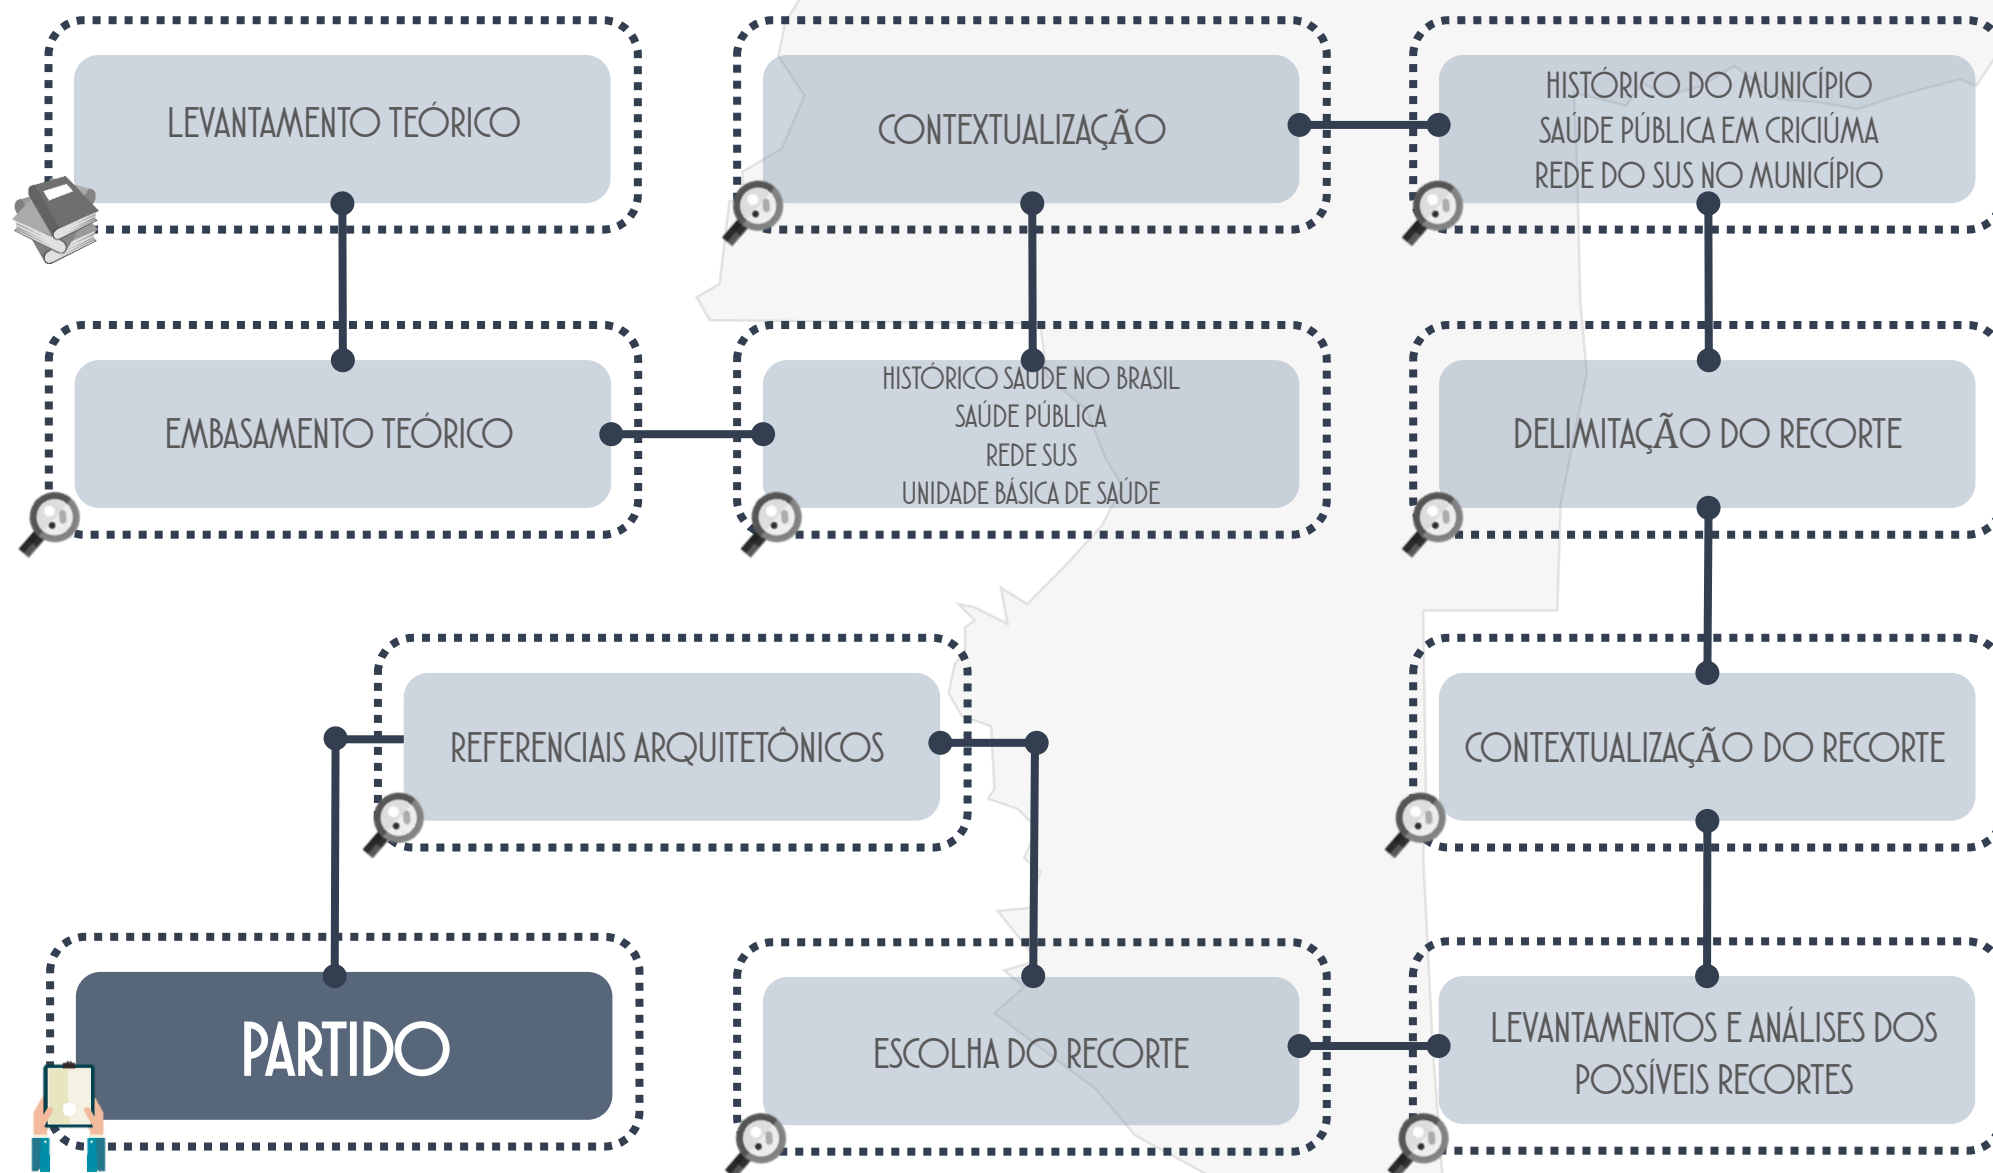 LEVANTAMENTO TEÓRICO
CONTEXTUALIZAÇÃO
HISTÓRICO DO MUNICÍPIO
SAÚDE PÚBLICA EM CRICIÚMA
REDE DO SUS NO MUNICÍPIO
EMBASAMENTO TEÓRICO
HISTÓRICO SAÚDE NO BRASIL
SAÚDE PÚBLICA
REDE SUS
UNIDADE BÁSICA DE SAÚDE
DELIMITAÇÃO DO RECORTE
REFERENCIAIS ARQUITETÔNICOS
CONTEXTUALIZAÇÃO DO RECORTE
PARTIDO
ESCOLHA DO RECORTE
LEVANTAMENTOS E ANÁLISES DOS
POSSÍVEIS RECORTES